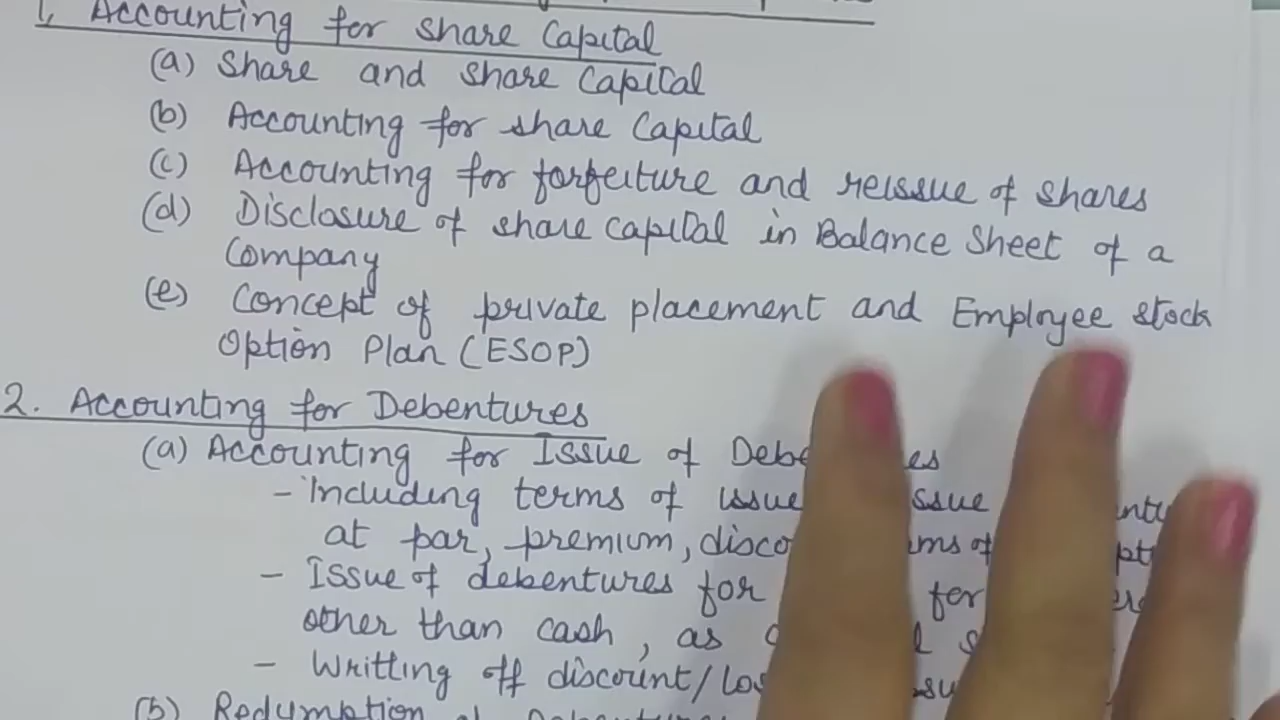 1. Accounting for share Capital
(a) Share and share Capital
(b) Accounting for share Capital
(c) Accounting for forfeiture and reissue of shares
(d) Disclosure of share capital in Balance Sheet of a
Company
(e) Concept of private placement and Employee stock
Option Plan (ESOP)
2. Accounting for Debentures
(a) Accounting for Issue of
- Including terms of issue
at par, premium,
- Issue of debentures for
other than cash, as
- Writting off discount/
(b) Redumption